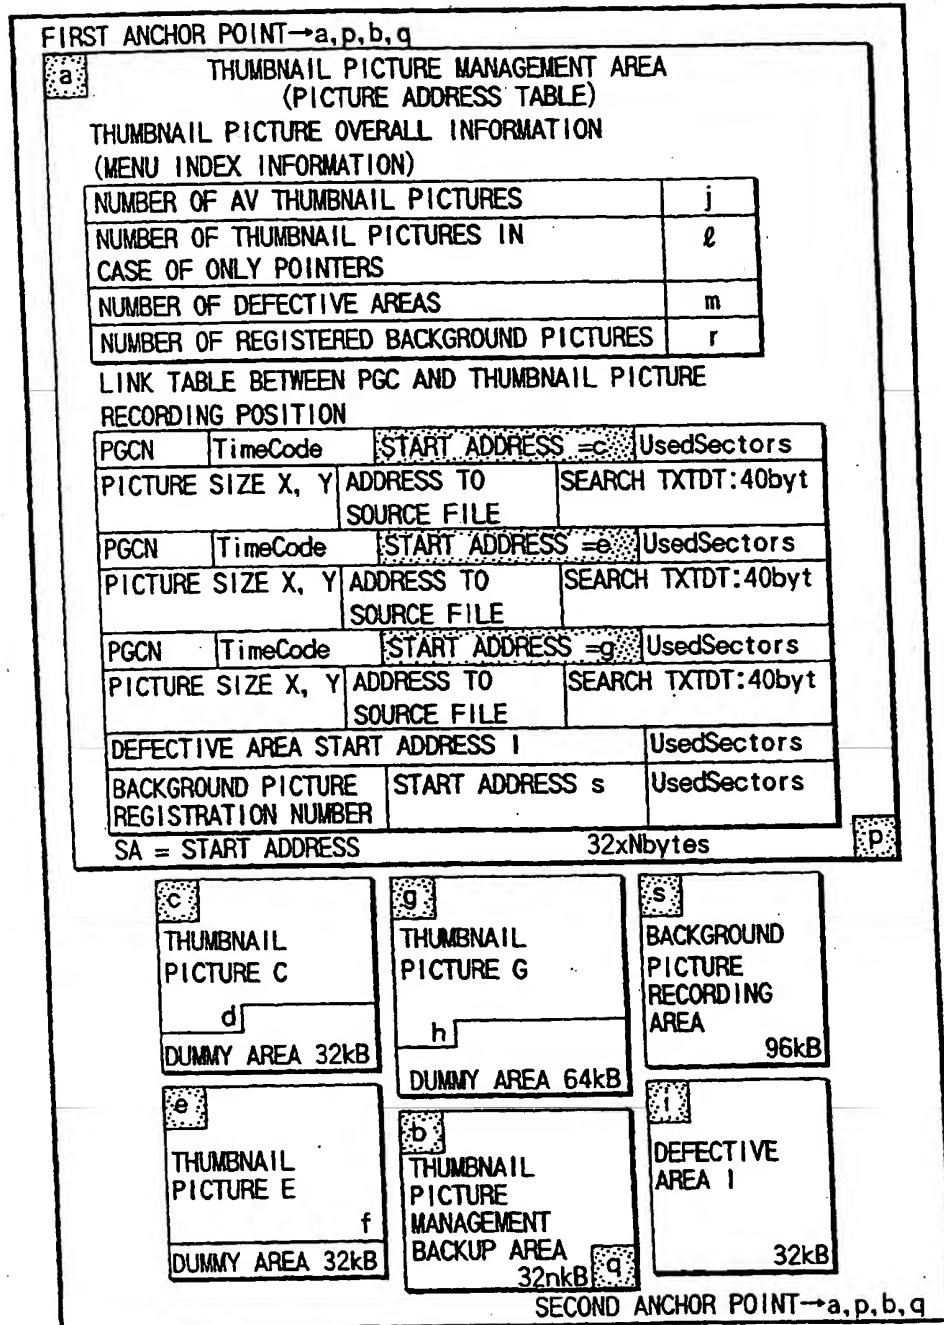 FIRST ANCHOR POINT→a,p,b,q
a
THUMBNAIL PICTURE MANAGEMENT AREA
(PICTURE ADDRESS TABLE)
THUMBNAIL PICTURE OVERALL INFORMATION
(MENU INDEX INFORMATION)
NUMBER OF AV THUMBNAIL PICTURES j
NUMBER OF THUMBNAIL PICTURES IN ℓ
CASE OF ONLY POINTERS
NUMBER OF DEFECTIVE AREAS m
NUMBER OF REGISTERED BACKGROUND PICTURES r
LINK TABLE BETWEEN PGC AND THUMBNAIL PICTURE
RECORDING POSITION
PGCN TimeCode START ADDRESS =c UsedSectors
PICTURE SIZE X, Y ADDRESS TO SEARCH TXTDT:40byt
SOURCE FILE
PGCN TimeCode START ADDRESS =e UsedSectors
PICTURE SIZE X, Y ADDRESS TO SEARCH TXTDT:40byt
SOURCE FILE
PGCN TimeCode START ADDRESS =g UsedSectors
PICTURE SIZE X, Y ADDRESS TO SEARCH TXTDT:40byt
SOURCE FILE
DEFECTIVE AREA START ADDRESS I UsedSectors
BACKGROUND PICTURE START ADDRESS s UsedSectors
REGISTRATION NUMBER
SA = START ADDRESS 32xNbytes p
c
THUMBNAIL
PICTURE C
d
DUMMY AREA 32kB
g
THUMBNAIL
PICTURE G
h
DUMMY AREA 64kB
s
BACKGROUND
PICTURE
RECORDING
AREA
96kB
e
THUMBNAIL
PICTURE E
f
DUMMY AREA 32kB
b
THUMBNAIL
PICTURE
MANAGEMENT
BACKUP AREA
32nkB q
i
DEFECTIVE
AREA I
32kB
SECOND ANCHOR POINT→a,p,b,q